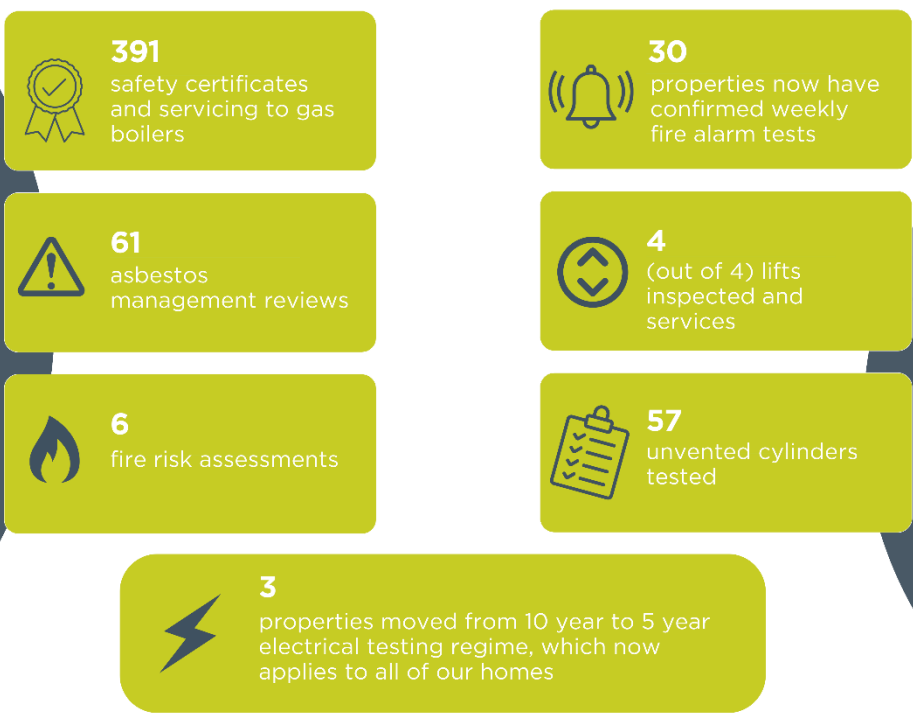 391
safety certificates
and servicing to gas
boilers
30
properties now have
confirmed weekly
fire alarm tests
61
asbestos
management reviews
4
(out of 4) lifts
inspected and
services
6
fire risk assessments
57
unvented cylinders
tested
3
properties moved from 10 year to 5 year
electrical testing regime, which now
applies to all of our homes